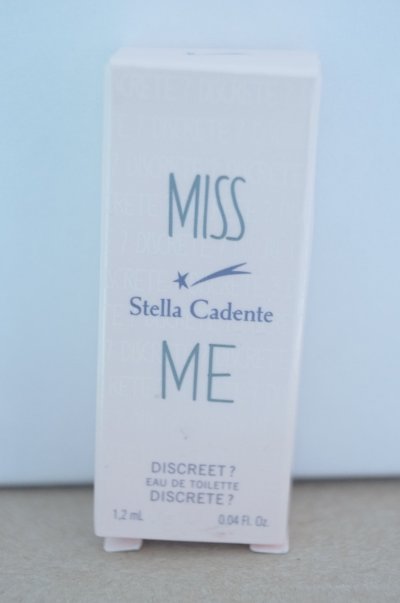 MISS
Stella Cadente
ME
DISCREET?
EAU DE TOILETTE
DISCRETE?
1,2 mL 0.04 Fl. Oz.